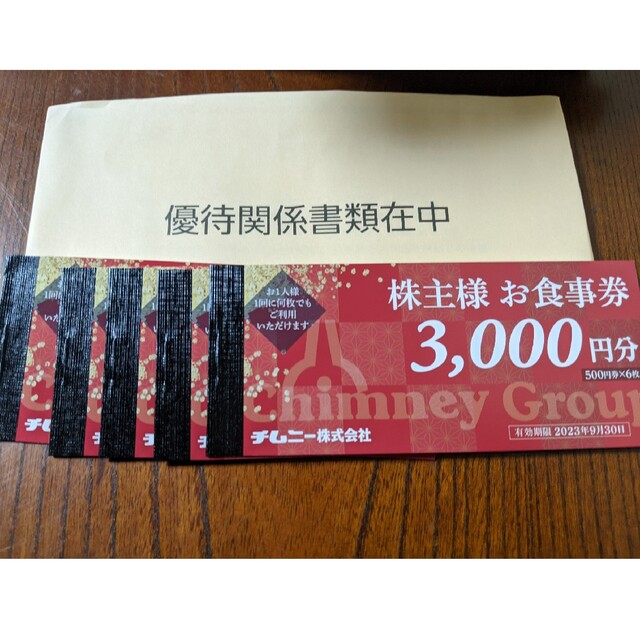 優待関係書類在中
お1人様
1回に何枚でも
ご利用
いただけます
株主様 お食事券
3,000円分
500円券×6枚
Chimney Group
チムニー株式会社
有効期限 2023年9月30日